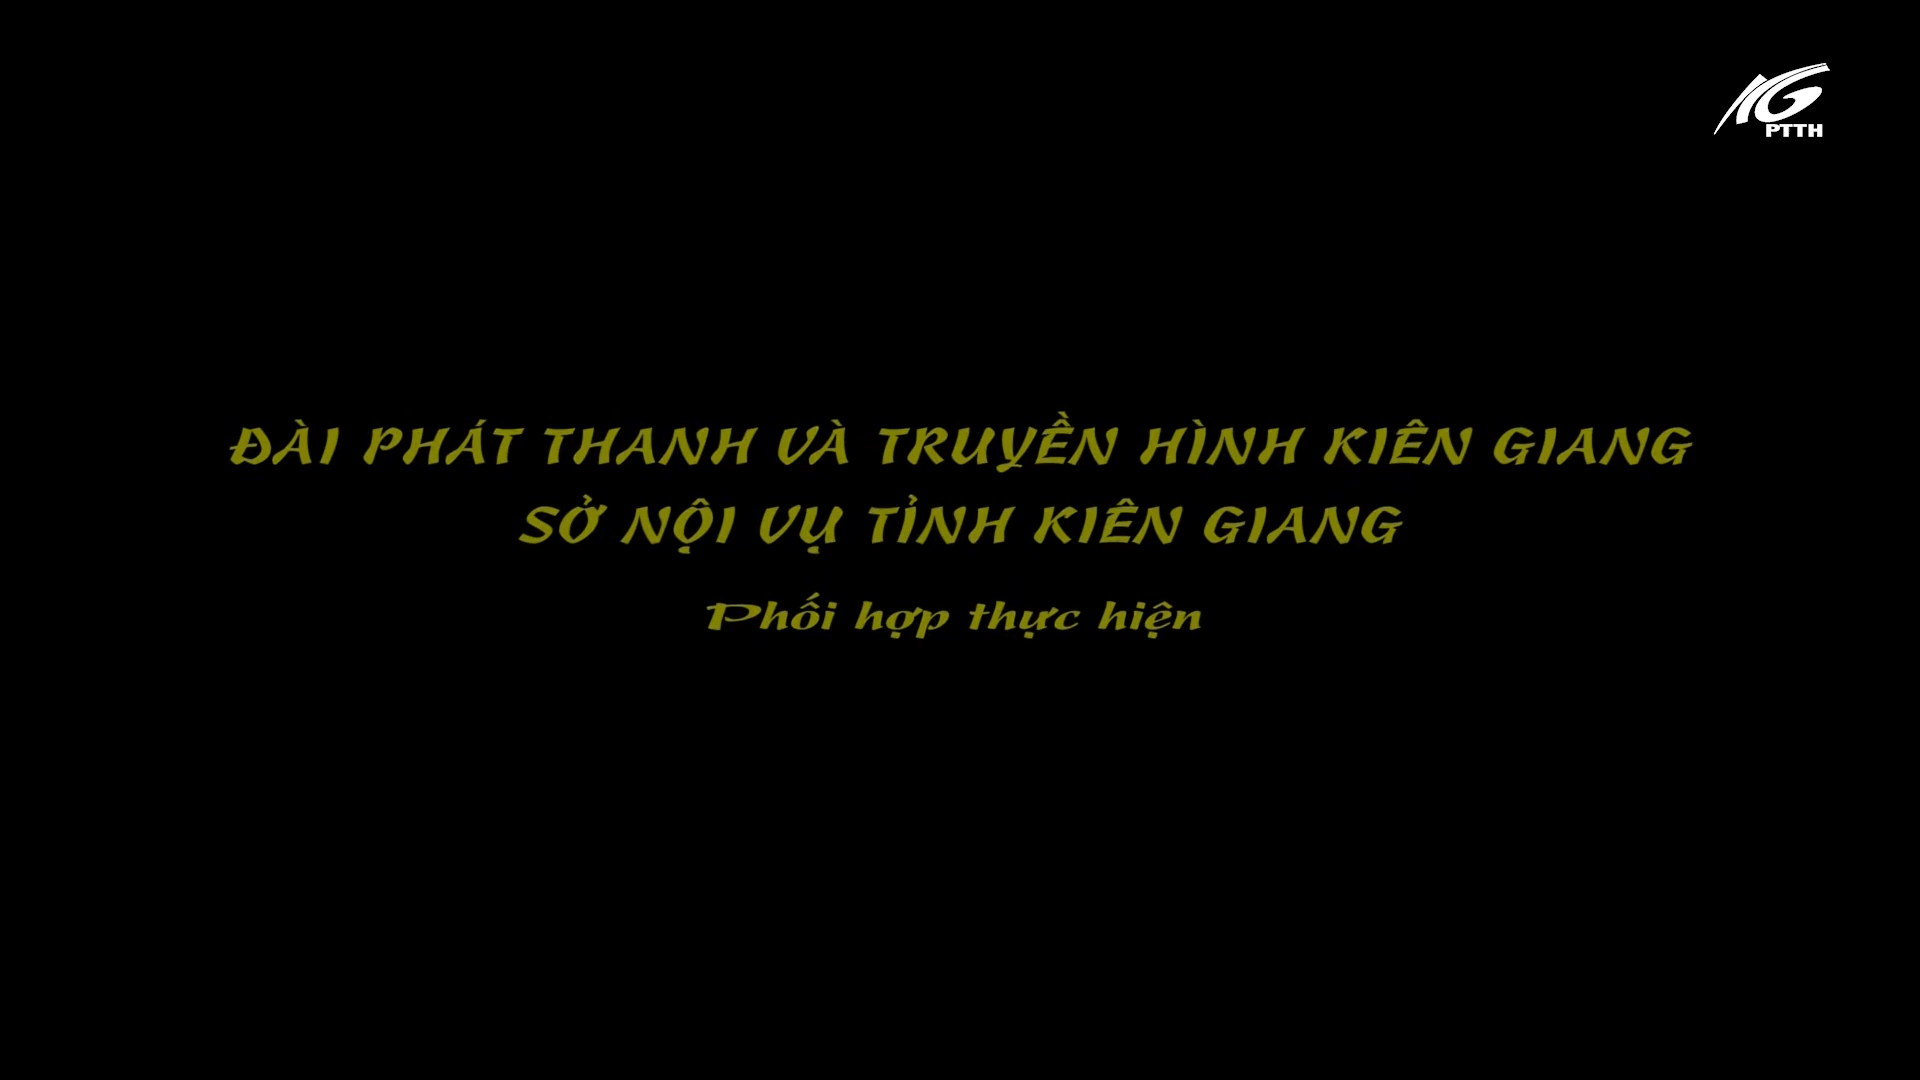 KG
PTTH
ĐÀI PHÁT THANH VÀ TRUYỀN HÌNH KIÊN GIANG
SỞ NỘI VỤ TỈNH KIÊN GIANG
Phối hợp thực hiện